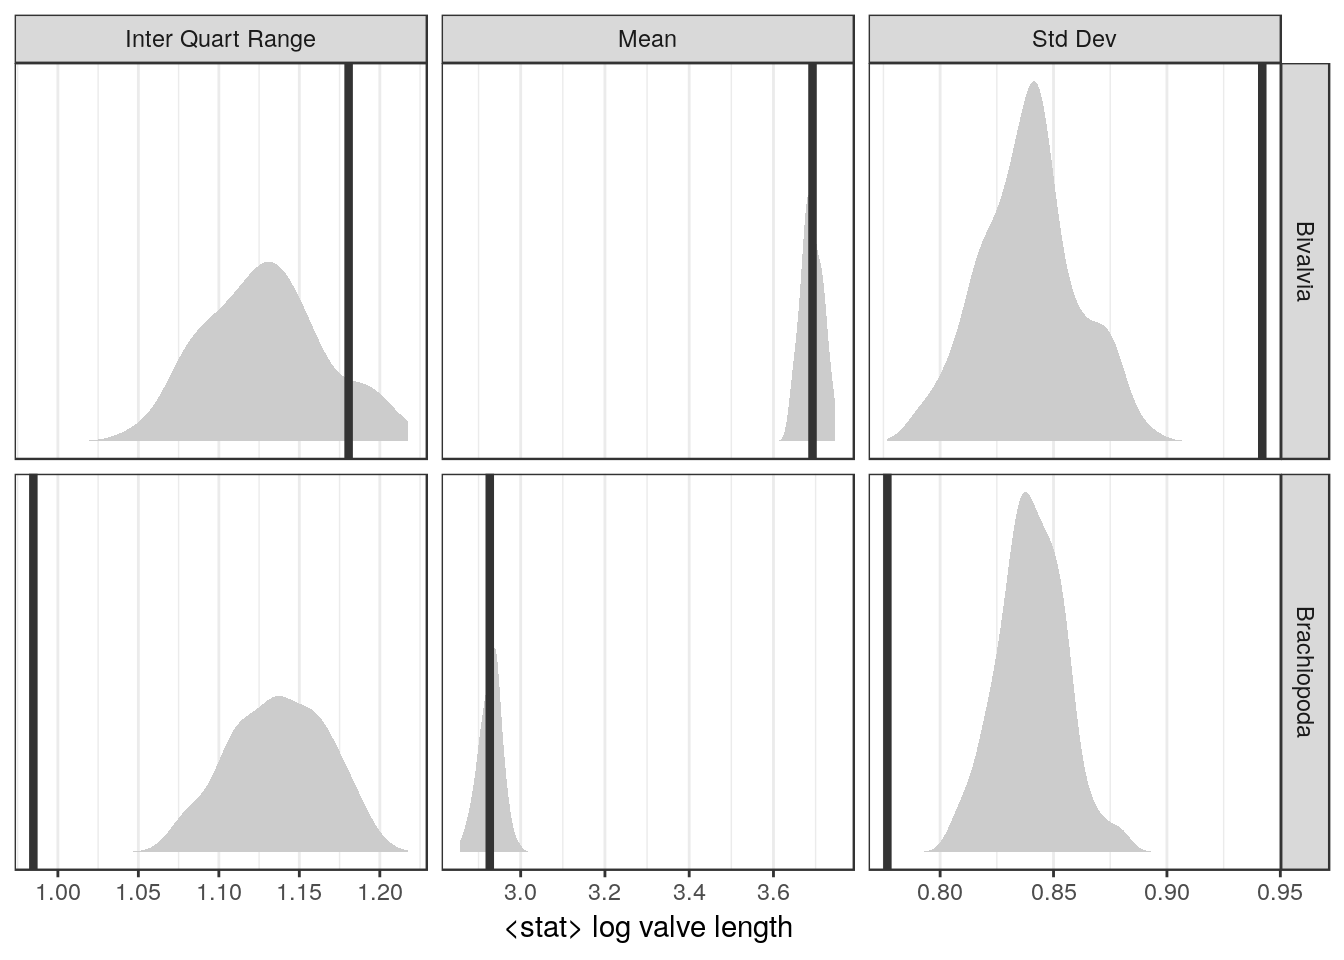 Inter Quart Range Mean Std Dev
Bivalvia
Brachiopoda
1.00 1.05 1.10 1.15 1.20 3.0 3.2 3.4 3.6 0.80 0.85 0.90 0.95
<stat> log valve length